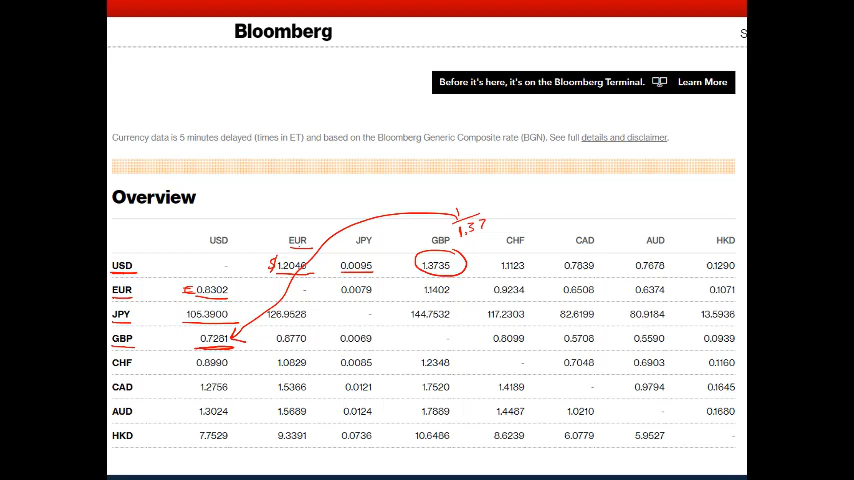 Bloomberg
S
Before it's here, it's on the Bloomberg Terminal. Learn More
Currency data is 5 minutes delayed (times in ET) and based on the Bloomberg Generic Composite rate (BGN). See full details and disclaimer.
Overview
1
1.37
USD EUR JPY GBP CHF CAD AUD HKD
USD - $1.2046 0.0095 1.3735 1.1123 0.7839 0.7678 0.1290
EUR € 0.8302 - 0.0079 1.1402 0.9234 0.6508 0.6374 0.1071
JPY 105.3900 126.9528 - 144.7532 117.2303 82.6199 80.9184 13.5936
GBP 0.7281 0.8770 0.0069 - 0.8099 0.5708 0.5590 0.0939
CHF 0.8990 1.0829 0.0085 1.2348 - 0.7048 0.6903 0.1160
CAD 1.2756 1.5366 0.0121 1.7520 1.4189 - 0.9794 0.1645
AUD 1.3024 1.5689 0.0124 1.7889 1.4487 1.0210 - 0.1680
HKD 7.7529 9.3391 0.0736 10.6486 8.6239 6.0779 5.9527 -